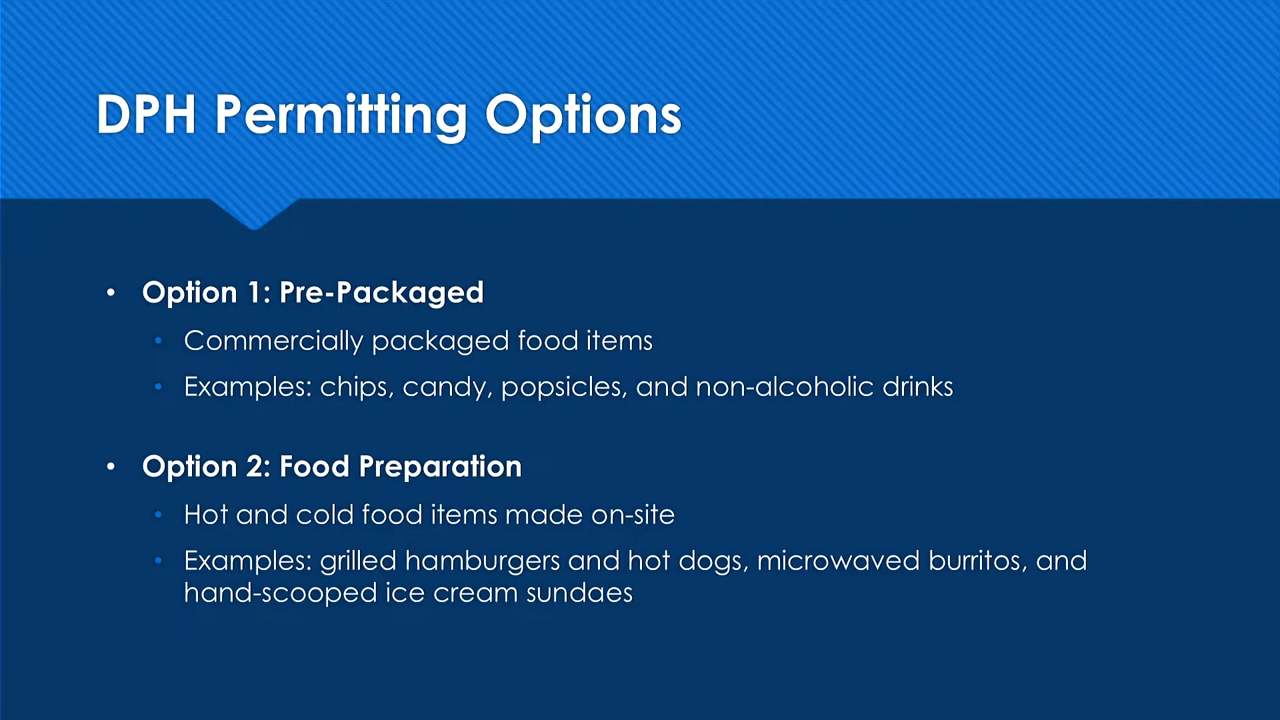 DPH Permitting Options
• Option 1: Pre-Packaged
• Commercially packaged food items
• Examples: chips, candy, popsicles, and non-alcoholic drinks
• Option 2: Food Preparation
• Hot and cold food items made on-site
• Examples: grilled hamburgers and hot dogs, microwaved burritos, and
hand-scooped ice cream sundaes